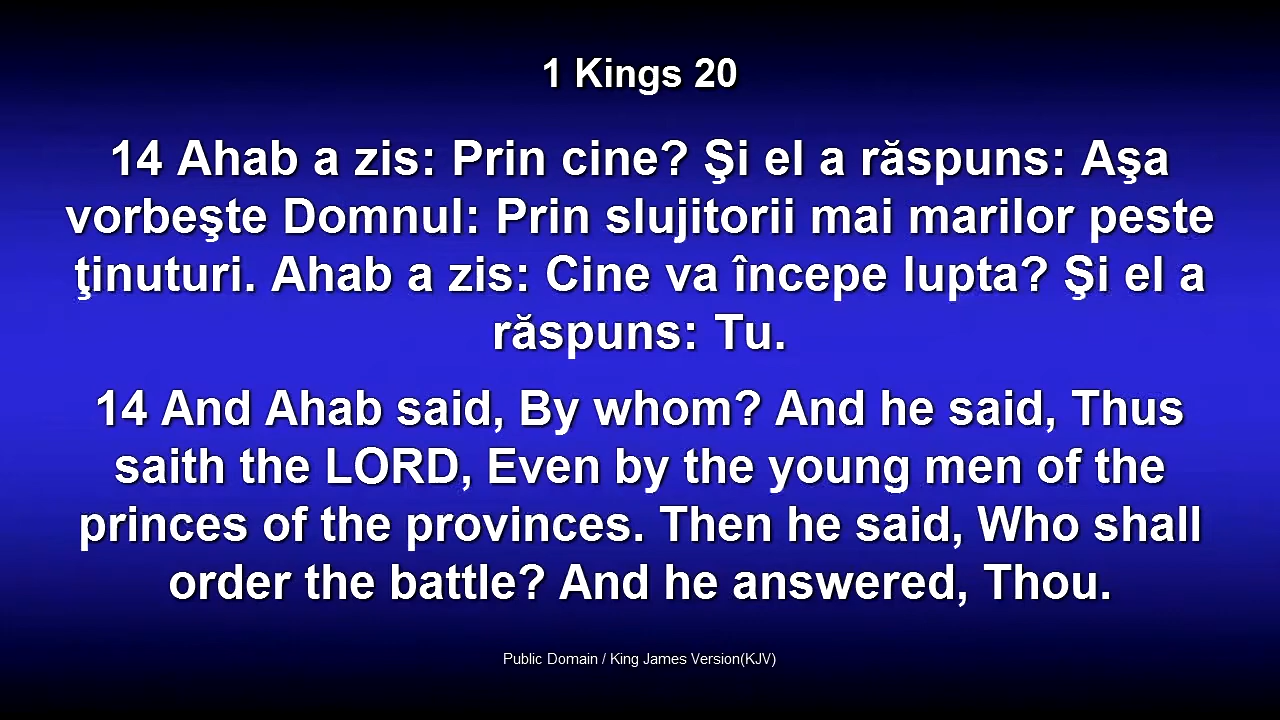 1 Kings 20
14 Ahab a zis: Prin cine? Şi el a răspuns: Aşa
vorbeşte Domnul: Prin slujitorii mai marilor peste
ţinuturi. Ahab a zis: Cine va începe lupta? Şi el a
răspuns: Tu.
14 And Ahab said, By whom? And he said, Thus
saith the LORD, Even by the young men of the
princes of the provinces. Then he said, Who shall
order the battle? And he answered, Thou.
Public Domain / King James Version(KJV)